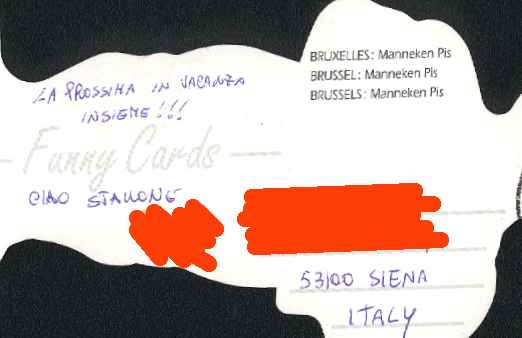 LA PROSSIMA IN VACANZA
INSIEME!!!
Funny Cards
CIAO STALLONE
BRUXELLES: Manneken Pis
BRUSSEL: Manneken Pis
BRUSSELS: Manneken Pis
53100 SIENA
ITALY